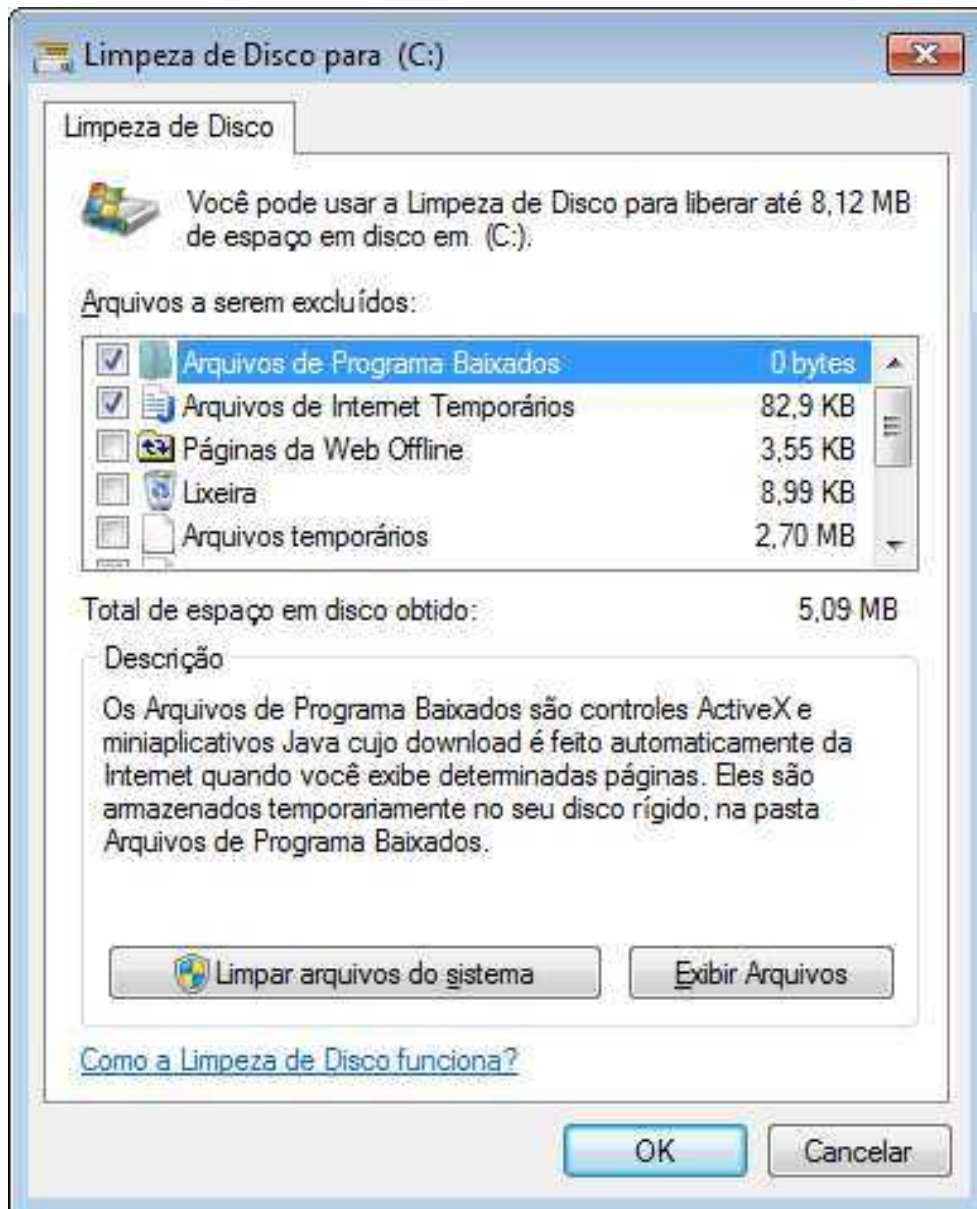 Limpeza de Disco para (C:)
Limpeza de Disco
Você pode usar a Limpeza de Disco para liberar até 8,12 MB
de espaço em disco em (C:).
Arquivos a serem excluídos:
Arquivos de Programa Baixados 0 bytes
Arquivos de Internet Temporários 82,9 KB
Páginas da Web Offline 3,55 KB
Lixeira 8,99 KB
Arquivos temporários 2,70 MB
Total de espaço em disco obtido: 5,09 MB
Descrição
Os Arquivos de Programa Baixados são controles ActiveX e
miniaplicativos Java cujo download é feito automaticamente da
Internet quando você exibe determinadas páginas. Eles são
armazenados temporariamente no seu disco rígido, na pasta
Arquivos de Programa Baixados.
Limpar arquivos do sistema Exibir Arquivos
Como a Limpeza de Disco funciona?
OK Cancelar